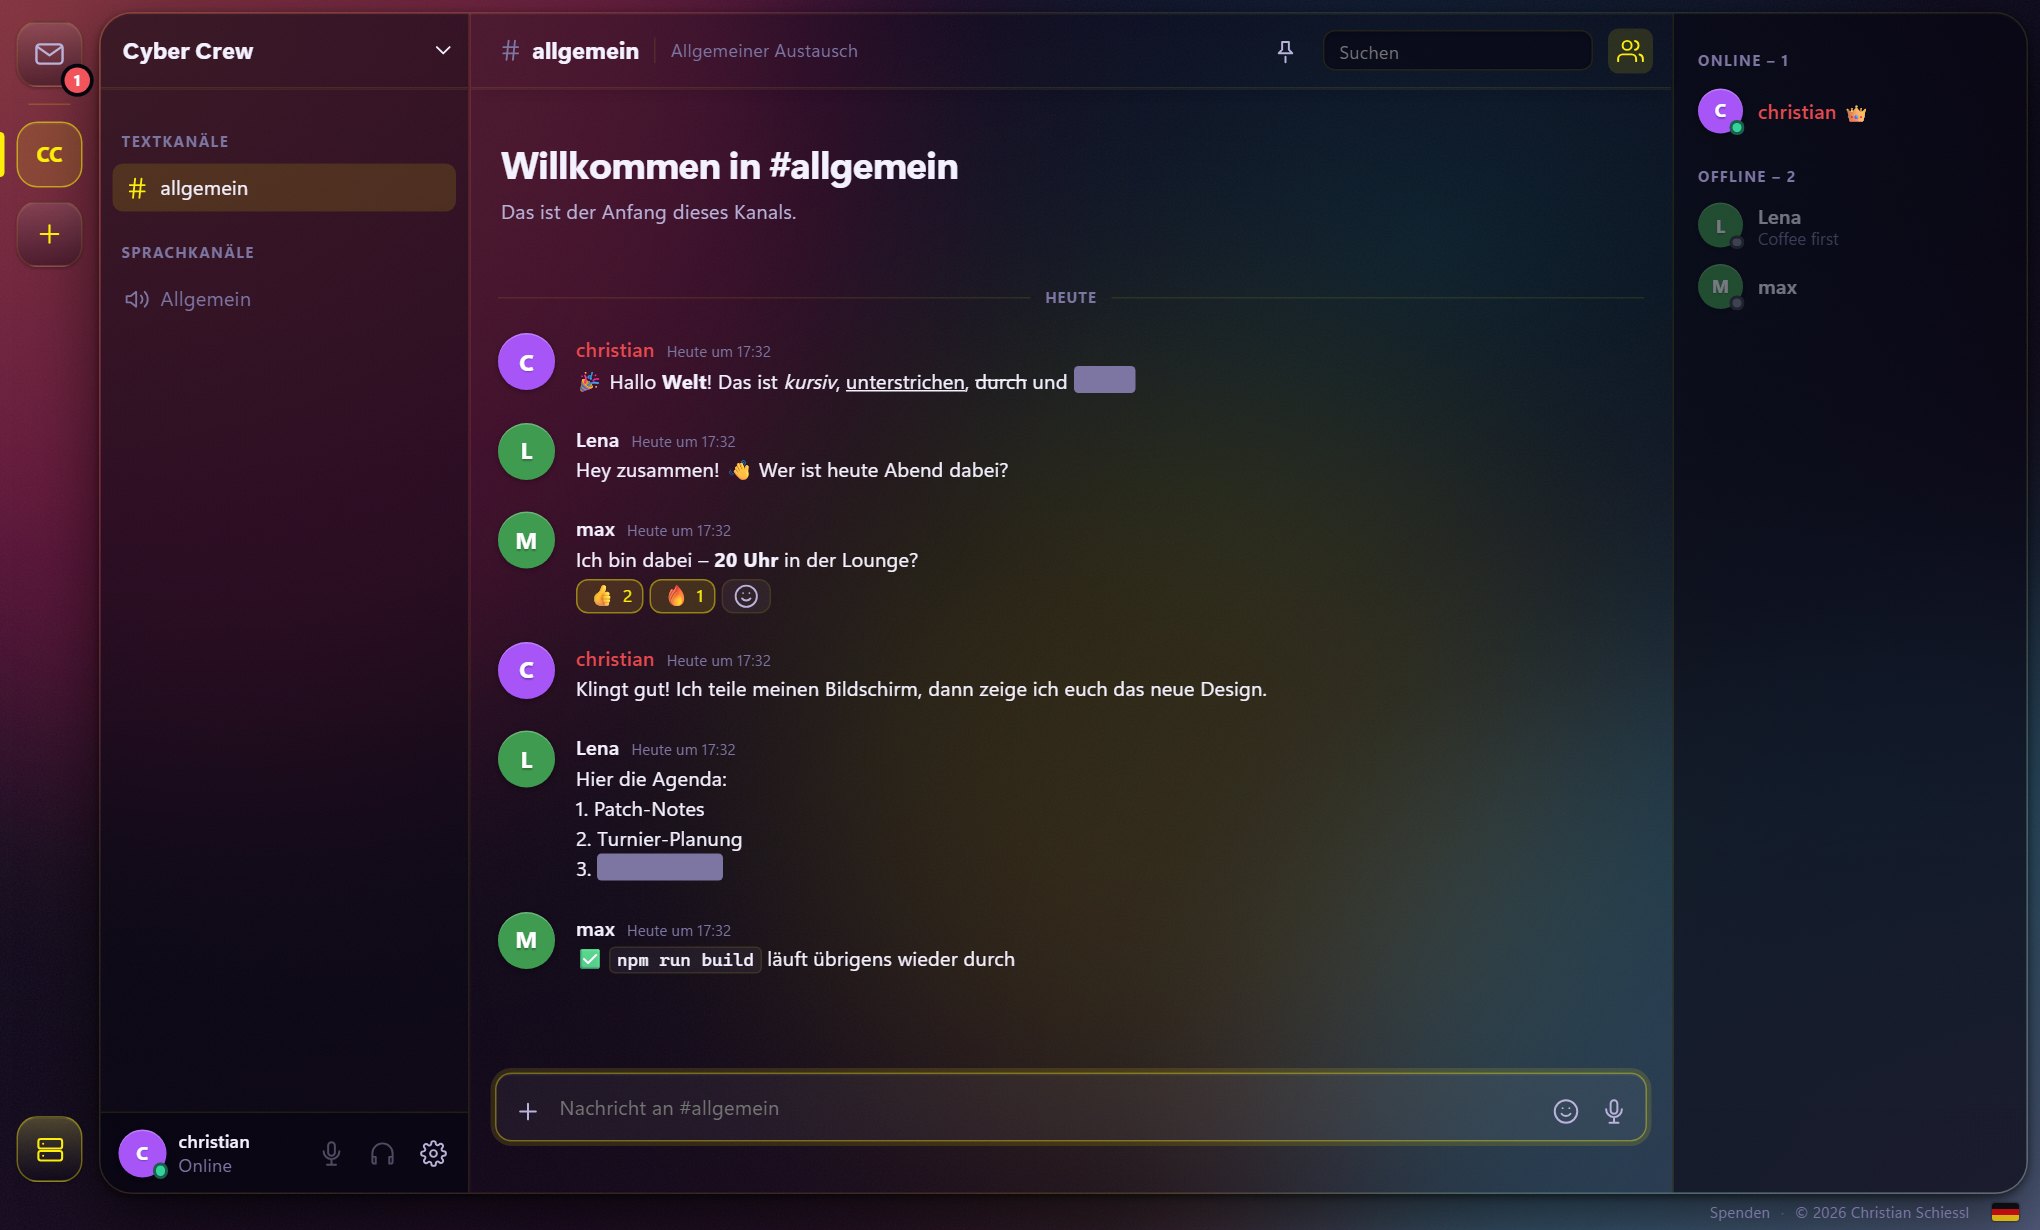 1
CC
Cyber Crew
TEXTKANÄLE
# allgemein
SPRACHKANÄLE
Allgemein
C
christian
Online
# allgemein
Allgemeiner Austausch
Suchen
Willkommen in #allgemein
Das ist der Anfang dieses Kanals.
HEUTE
C
christian Heute um 17:32
🎉 Hallo Welt! Das ist kursiv, unterstrichen, durch und
L
Lena Heute um 17:32
Hey zusammen! 👋 Wer ist heute Abend dabei?
M
max Heute um 17:32
Ich bin dabei – 20 Uhr in der Lounge?
👍 2 🔥 1
C
christian Heute um 17:32
Klingt gut! Ich teile meinen Bildschirm, dann zeige ich euch das neue Design.
L
Lena Heute um 17:32
Hier die Agenda:
1. Patch-Notes
2. Turnier-Planung
3.
M
max Heute um 17:32
✅ npm run build läuft übrigens wieder durch
Nachricht an #allgemein
ONLINE – 1
C
christian 👑
OFFLINE – 2
L
Lena
Coffee first
M
max
Spenden · © 2026 Christian Schiessl